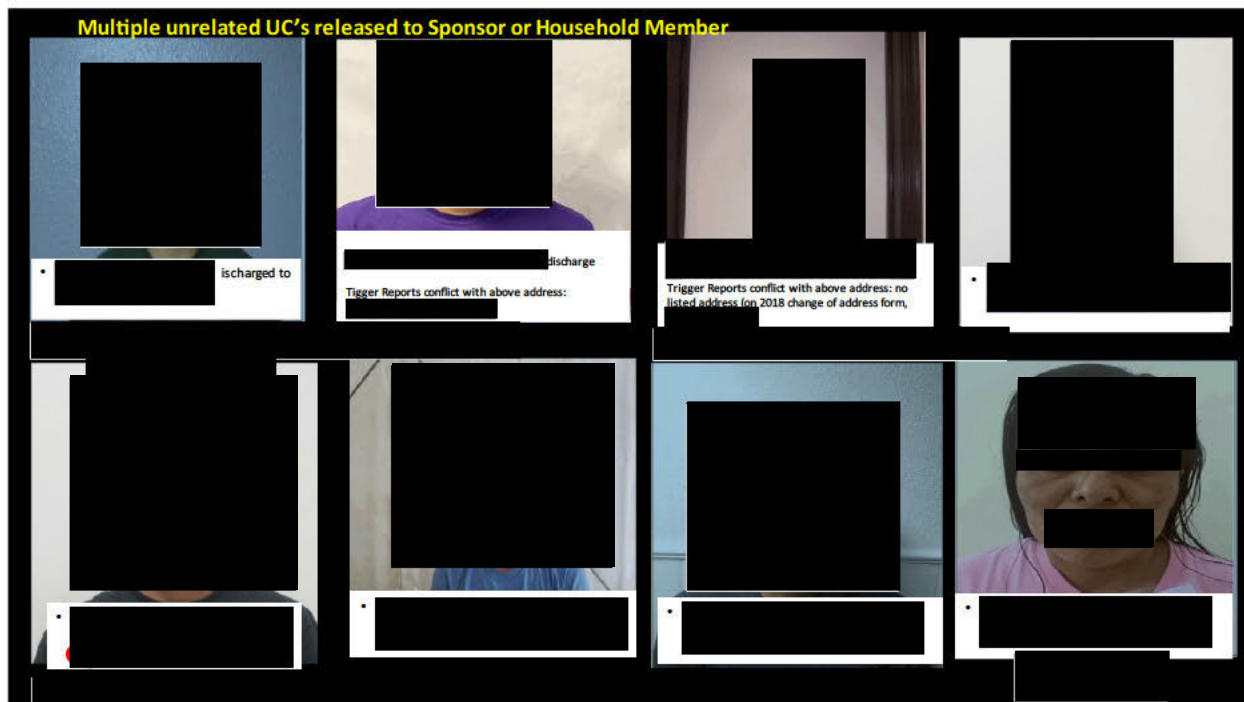 Multiple unrelated UC's released to Sponsor or Household Member
• ischarged to
discharge
Tigger Reports conflict with above address:
Trigger Reports conflict with above address: no
listed address (on 2018 change of address form,
•
•
•
•
•